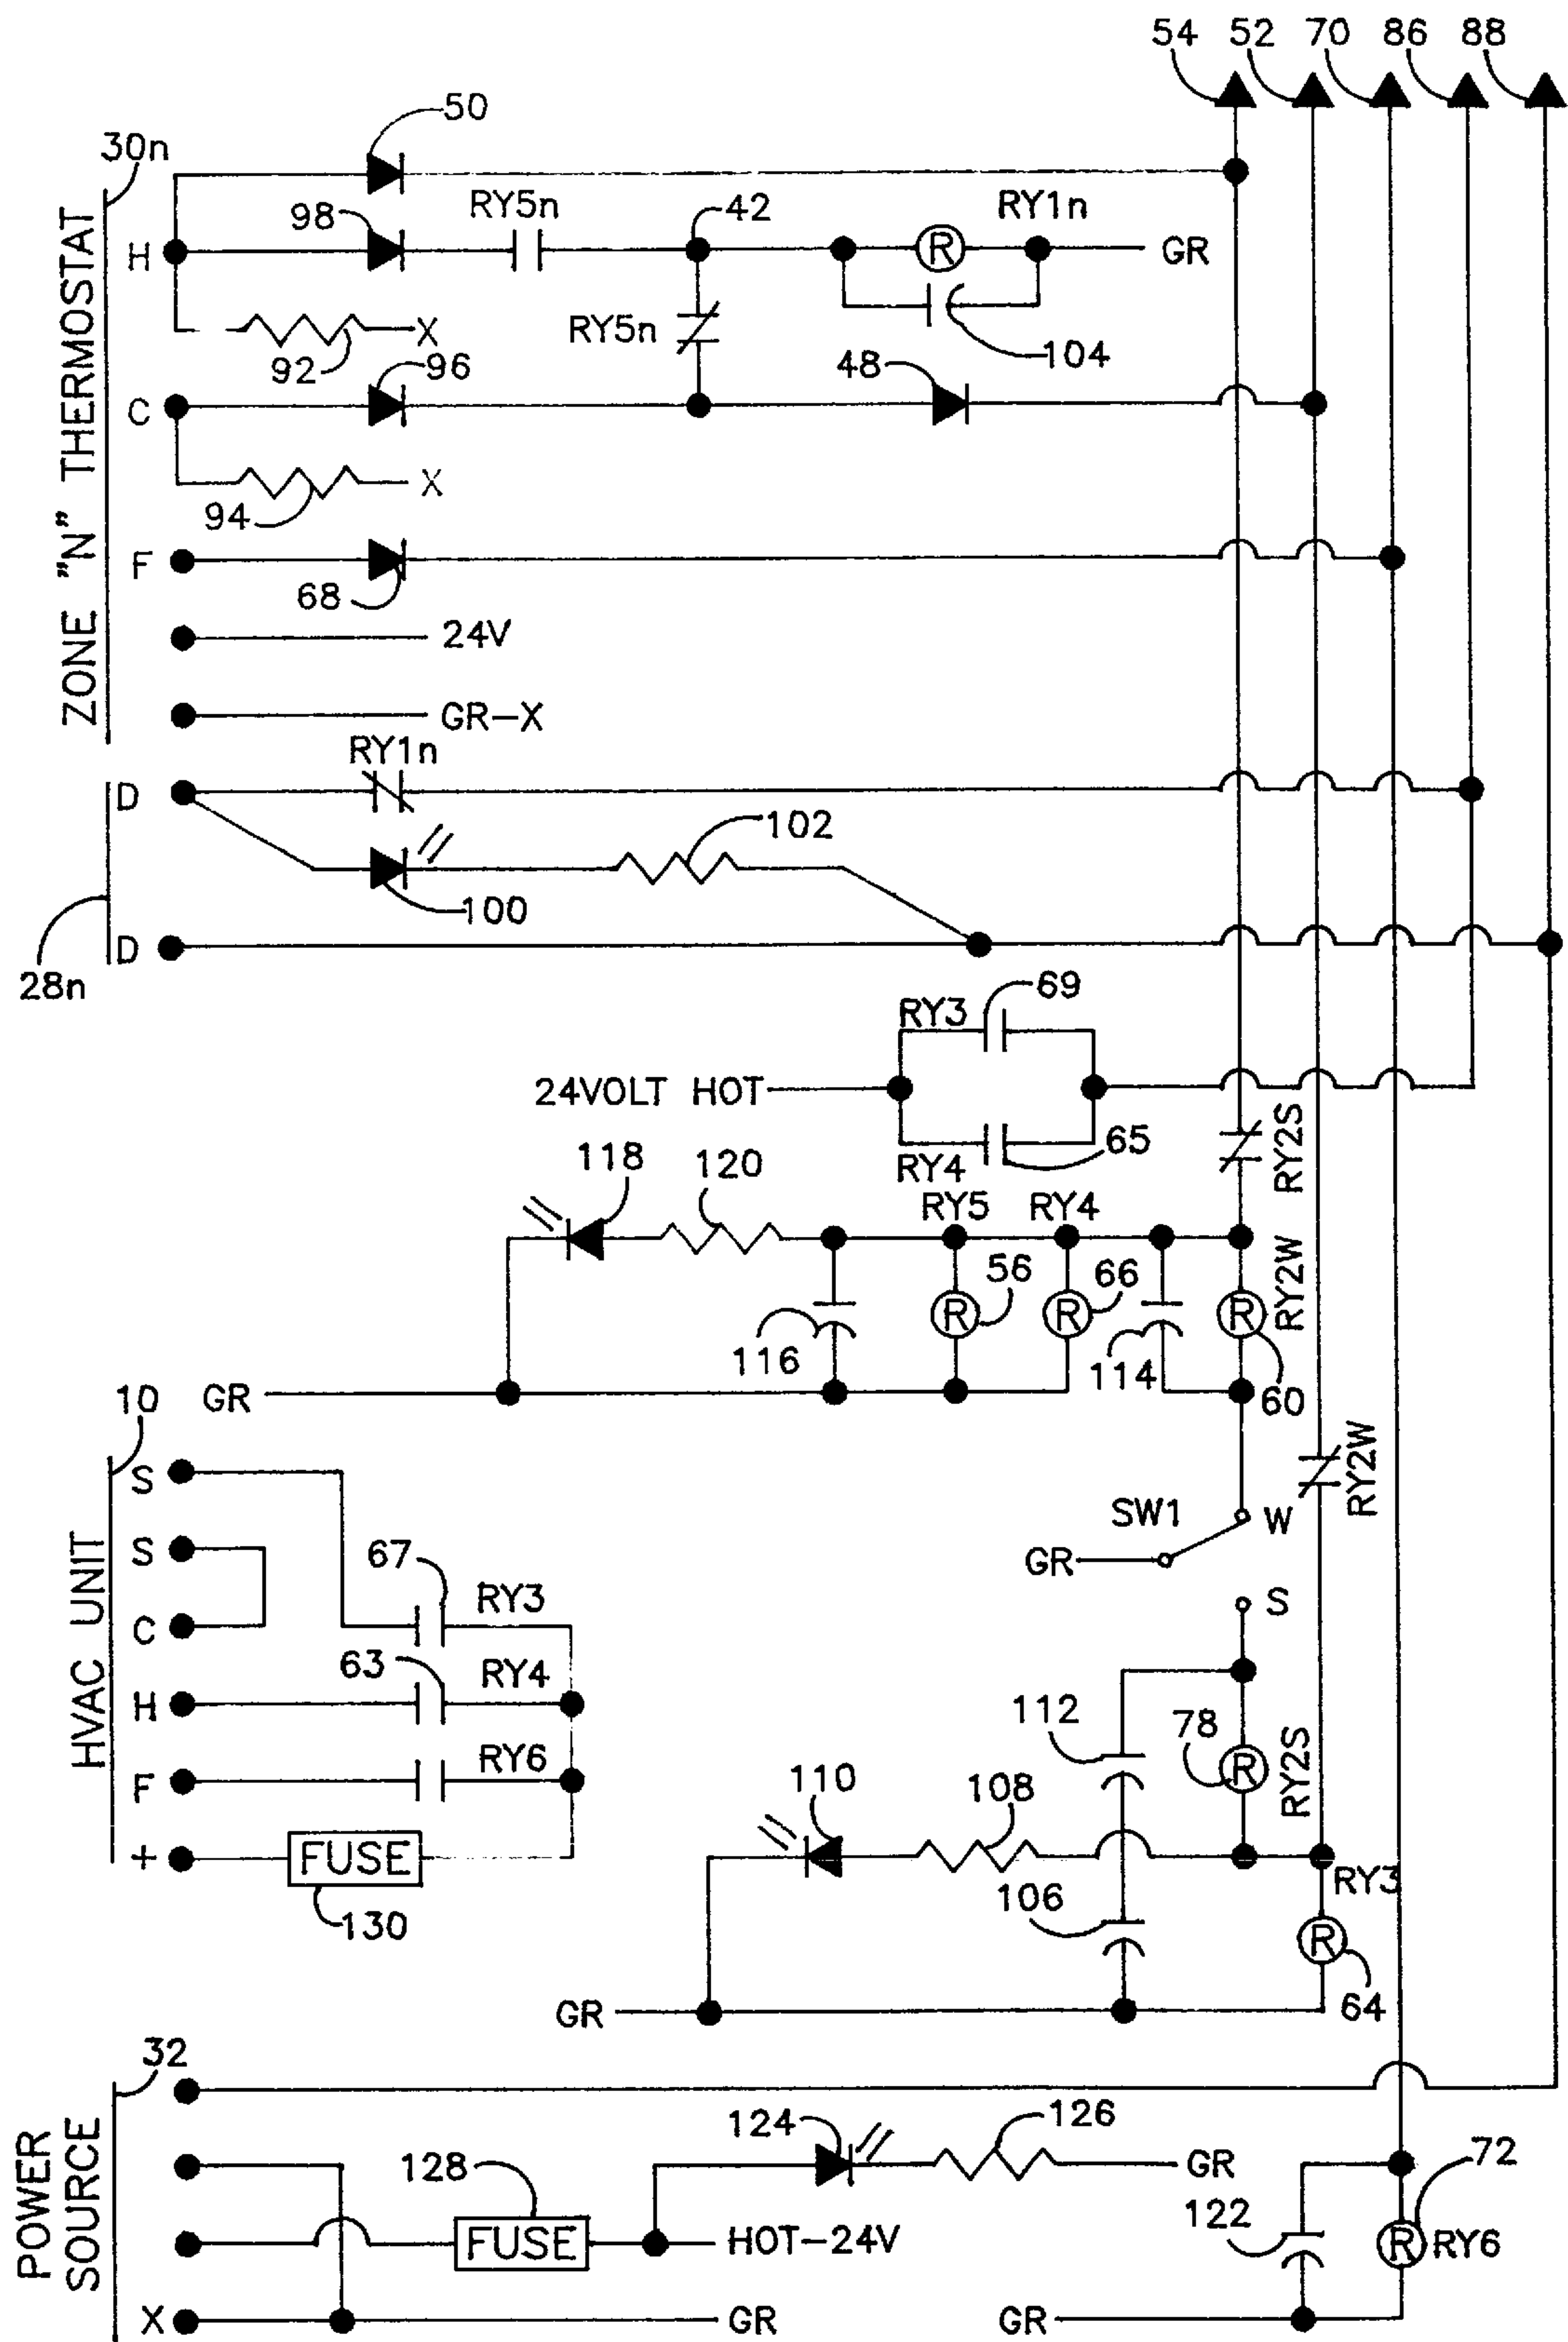 54 52 70 86 88
50
30n
98 RY5n 42 RY1n
H R GR
RY5n
92 X 104
96 48
C
X
94
ZONE "N" THERMOSTAT
F
68
24V
GR-X
RY1n
D
102
100
D
28n
RY3 69
24VOLT HOT
RY4 65
RY2S
118 120
RY5 RY4
RY2W
56 66
R R R
116 114 60
10 GR
RY2W
S
SW1 W
S GR
67
RY3 S
C
HVAC UNIT
63 RY4
H 112 78
R RY2S
F RY6
110 108
+ FUSE
RY3
130 106
R
GR 64
32
POWER SOURCE
124 126
128 GR 72
122
FUSE HOT-24V R RY6
X GR GR